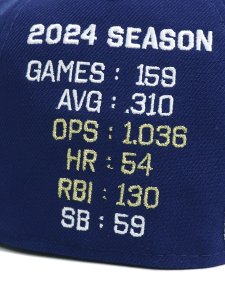 2024 SEASON
GAMES : 159
AVG : .310
OPS : 1.036
HR : 54
RBI : 130
SB : 59